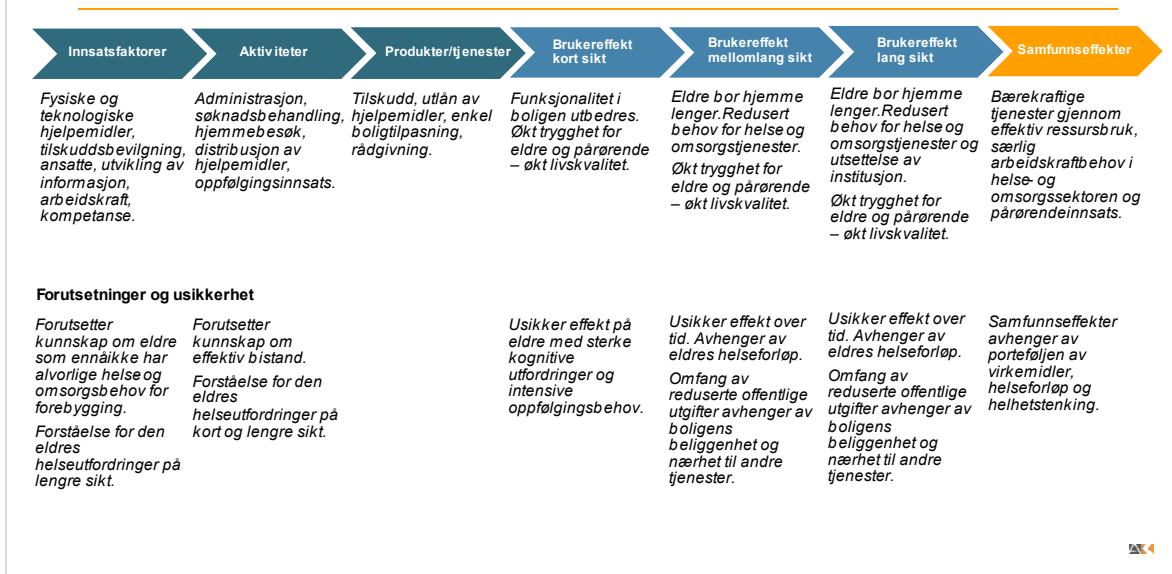 Innsatsfaktorer
Aktiviteter
Produkter/tjenester
Brukereffekt
kort sikt
Brukereffekt
mellomlang sikt
Brukereffekt
lang sikt
Samfunnseffekter
Fysiske og
teknologiske
hjelpemidler,
tilskuddsbevilgning,
ansatte, utvikling av
informasjon,
arbeidskraft,
kompetanse.
Administrasjon,
søknadsbehandling,
hjemmebesøk,
distribusjon av
hjelpemidler,
oppfølgingsinnsats.
Tilskudd, utlån av
hjelpemidler, enkel
boligtilpasning,
rådgivning.
Funksjonalitet i
boligen utbedres.
Økt trygghet for
eldre og pårørende
– økt livskvalitet.
Eldre bor hjemme
lenger.Redusert
behov for helse og
omsorgstjenester.
Økt trygghet for
eldre og pårørende
– økt livskvalitet.
Eldre bor hjemme
lenger.Redusert
behov for helse og
omsorgstjenester og
utsettelse av
institusjon.
Økt trygghet for
eldre og pårørende
– økt livskvalitet.
Bærekraftige
tjenester gjennom
effektiv ressursbruk,
særlig
arbeidskraftbehov i
helse- og
omsorgssektoren og
pårørendeinnsats.
Forutsetninger og usikkerhet
Forutsetter
kunnskap om eldre
som ennåikke har
alvorlige helse og
omsorgsbehov for
forebygging.
Forståelse for den
eldres
helseutfordringer på
lengre sikt.
Forutsetter
kunnskap om
effektiv bistand.
Forståelse for den
eldres
helseutfordringer på
kort og lengre sikt.
Usikker effekt på
eldre med sterke
kognitive
utfordringer og
intensive
oppfølgingsbehov.
Usikker effekt over
tid. Avhenger av
eldres helseforløp.
Omfang av
reduserte offentlige
utgifter avhenger av
boligens
beliggenhet og
nærhet til andre
tjenester.
Usikker effekt over
tid. Avhenger av
eldres helseforløp.
Omfang av
reduserte offentlige
utgifter avhenger av
boligens
beliggenhet og
nærhet til andre
tjenester.
Samfunnseffekter
avhenger av
porteføljen av
virkemidler,
helseforløp og
helhetstenking.